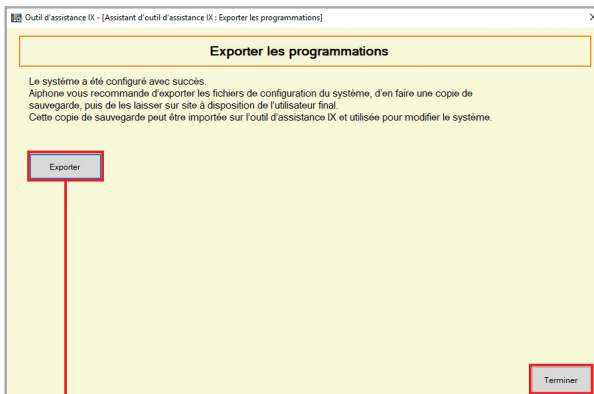 Outil d'assistance IX - [Assistant d'outil d'assistance IX : Exporter les programmations]
Exporter les programmations
Le système a été configuré avec succès.
Aiphone vous recommande d'exporter les fichiers de configuration du système, d'en faire une copie de
sauvegarde, puis de les laisser sur site à disposition de l'utilisateur final.
Cette copie de sauvegarde peut être importée sur l'outil d'assistance IX et utilisée pour modifier le système.
Exporter
Terminer